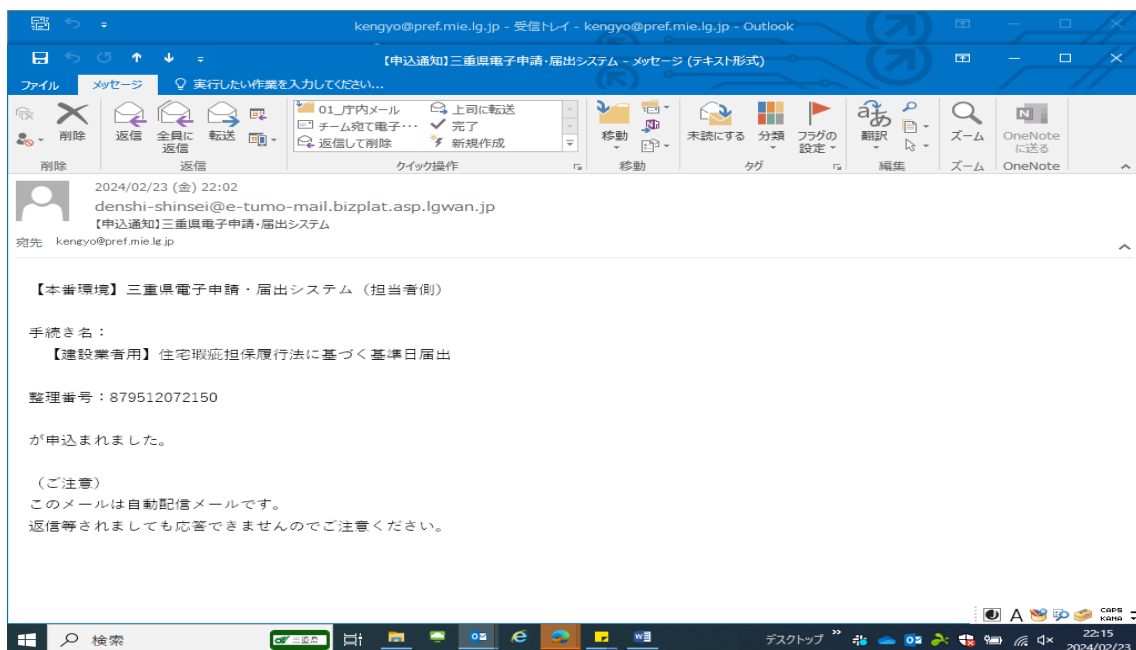 kengyo@pref.mie.lg.jp - 受信トレイ - kengyo@pref.mie.lg.jp - Outlook
【申込通知】三重県電子申請・届出システム - メッセージ (テキスト形式)
ファイル メッセージ 実行したい作業を入力してください...
削除
返信
全員に返信
転送
01_庁内メール
チーム宛て電子…
返信して削除
上司に転送
完了
新規作成
移動
未読にする
分類
フラグの設定
翻訳
ズーム
OneNoteに送る
削除 返信 クイック操作 移動 タグ 編集 ズーム OneNote
2024/02/23 (金) 22:02
denshi-shinsei@e-tumo-mail.bizplat.asp.lgwan.jp
【申込通知】三重県電子申請・届出システム
宛先 kengyo@pref.mie.lg.jp
【本番環境】三重県電子申請・届出システム（担当者側）
手続き名：
【建設業者用】住宅瑕疵担保履行法に基づく基準日届出
整理番号：879512072150
が申込まれました。
（ご注意）
このメールは自動配信メールです。
返信等されましても応答できませんのでご注意ください。
A CAPS KANA
検索 三重県 デスクトップ 22:15
2024/02/23